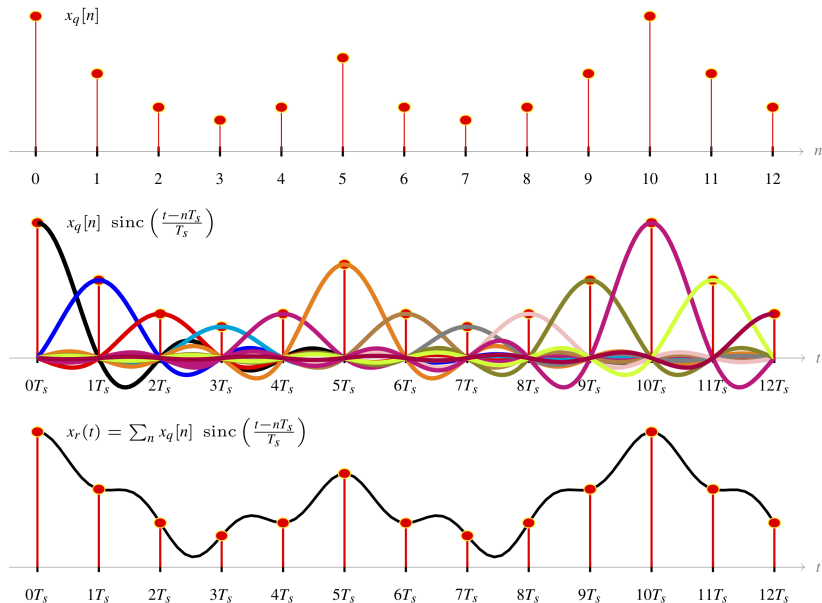 x_q[n]
n
0 1 2 3 4 5 6 7 8 9 10 11 12
x_q[n] sinc((t−nT_s)/T_s)
t
0T_s 1T_s 2T_s 3T_s 4T_s 5T_s 6T_s 7T_s 8T_s 9T_s 10T_s 11T_s 12T_s
x_r(t) = ∑_n x_q[n] sinc((t−nT_s)/T_s)
t
0T_s 1T_s 2T_s 3T_s 4T_s 5T_s 6T_s 7T_s 8T_s 9T_s 10T_s 11T_s 12T_s